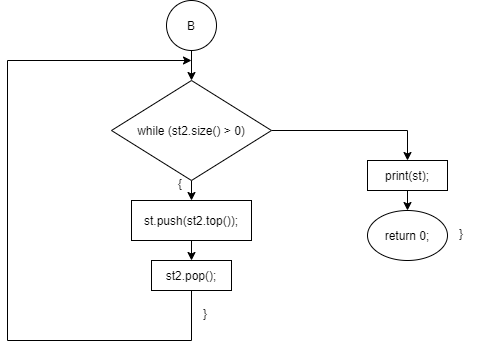 B
while (st2.size() > 0)
{
st.push(st2.top());
st2.pop();
}
print(st);
return 0;
}